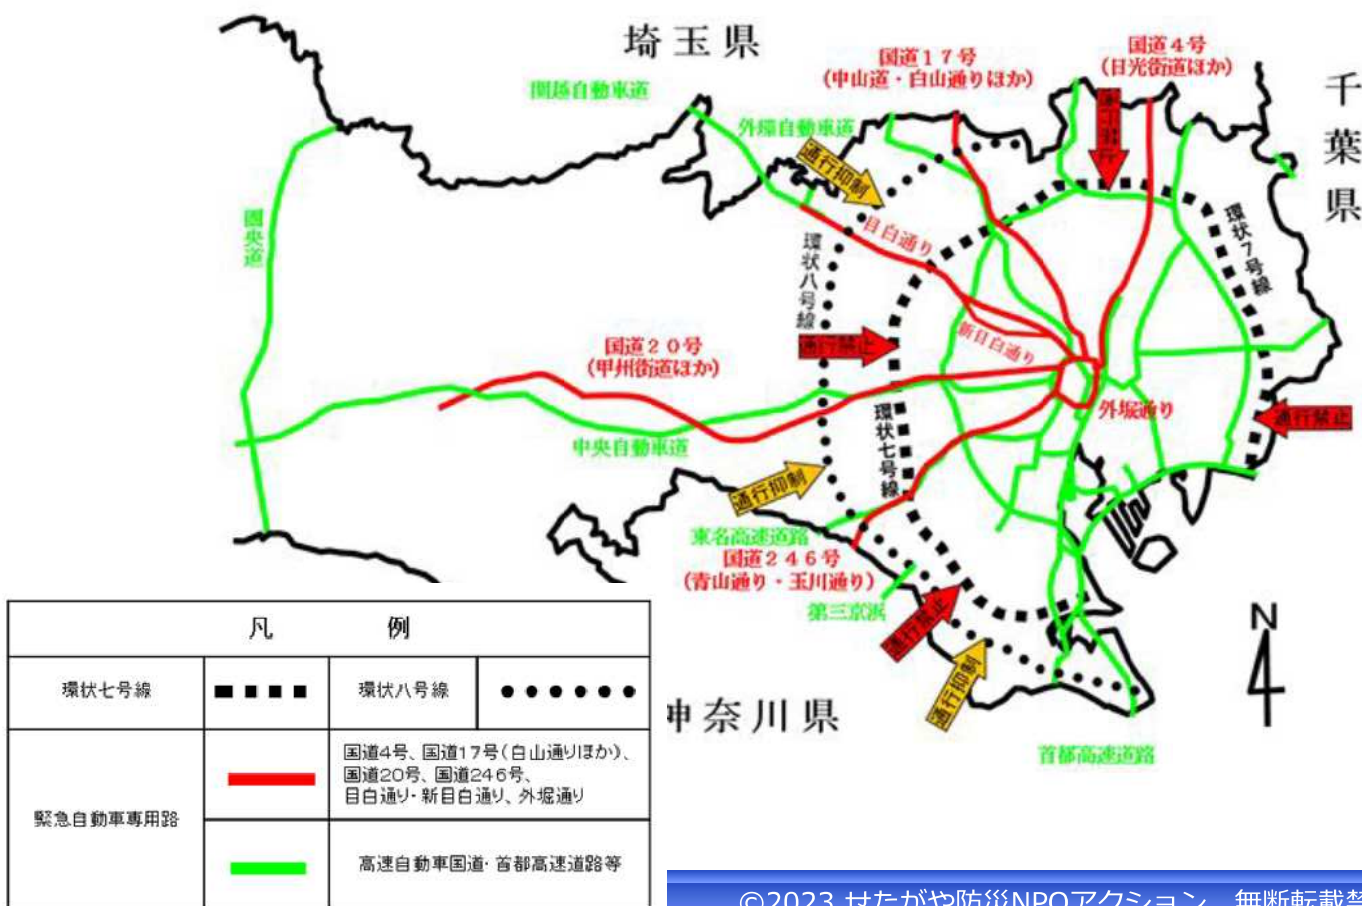 埼玉県
国道17号
(中山道・白山通りほか)
国道4号
(日光街道ほか)
千葉県
関越自動車道
外環自動車道
通行抑制
圏央道
目白通り
環状八号線
環状7号線
新目白通り
国道20号
(甲州街道ほか)
通行禁止
環状七号線
外堀通り
通行禁止
中央自動車道
通行抑制
東名高速道路
国道246号
(青山通り・玉川通り)
第三京浜
通行禁止
通行抑制
N
神奈川県
首都高速道路
凡 例
環状七号線
環状八号線
緊急自動車専用路
国道4号、国道17号(白山通りほか)、
国道20号、国道246号、
目白通り・新目白通り、外堀通り
高速自動車国道・首都高速道路等
©2023 せたがや防災NPOアクション 無断転載禁